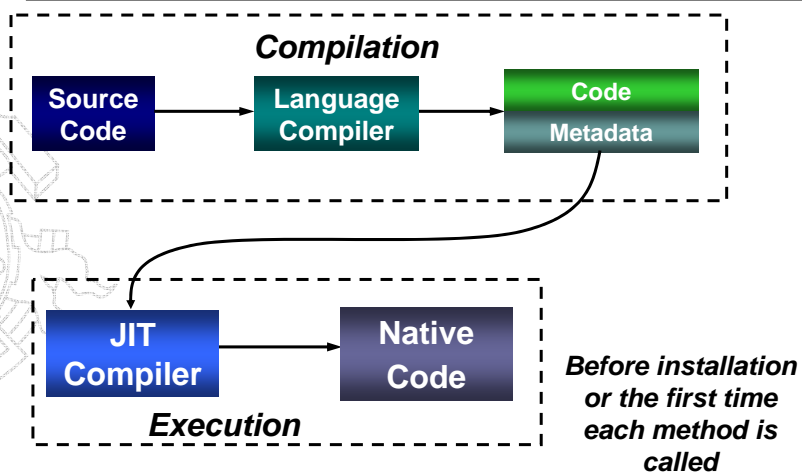 Compilation
Source
Code
Language
Compiler
Code
Metadata
JIT
Compiler
Native
Code
Execution
Before installation
or the first time
each method is
called